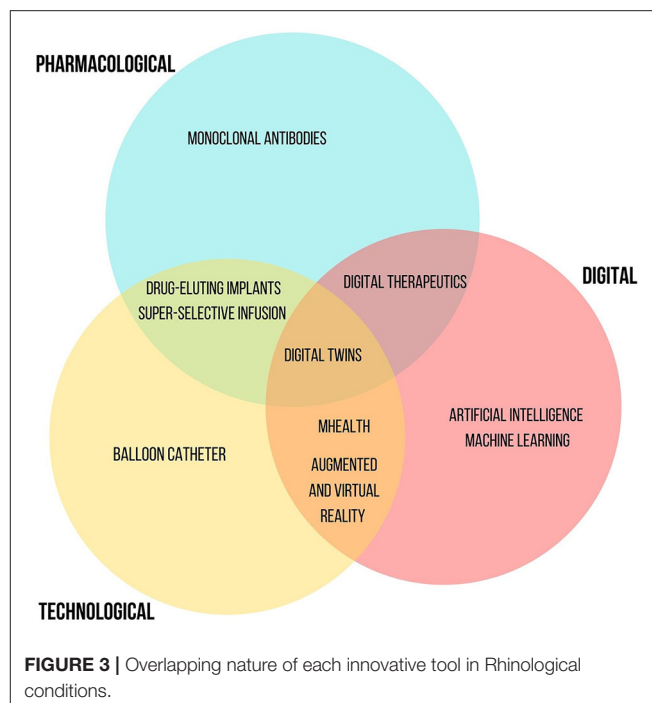 PHARMACOLOGICAL
MONOCLONAL ANTIBODIES
DRUG-ELUTING IMPLANTS
SUPER-SELECTIVE INFUSION
DIGITAL THERAPEUTICS
DIGITAL
DIGITAL TWINS
MHEALTH
AUGMENTED
AND VIRTUAL
REALITY
ARTIFICIAL INTELLIGENCE
MACHINE LEARNING
BALLOON CATHETER
TECHNOLOGICAL
FIGURE 3 | Overlapping nature of each innovative tool in Rhinological
conditions.